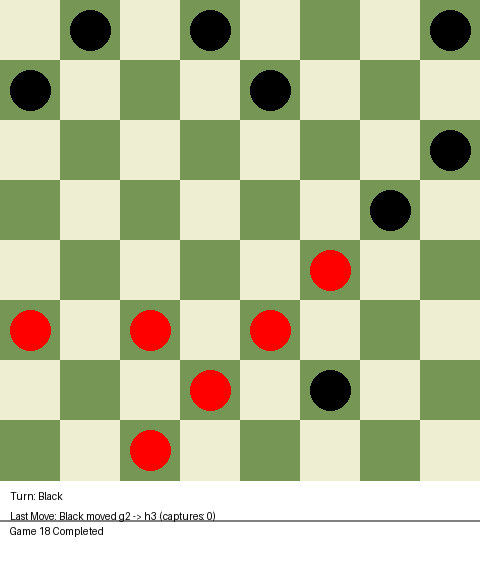 Turn: Black
Last Move: Black moved g2 -> h3 (captures: 0)
Game 18 Completed